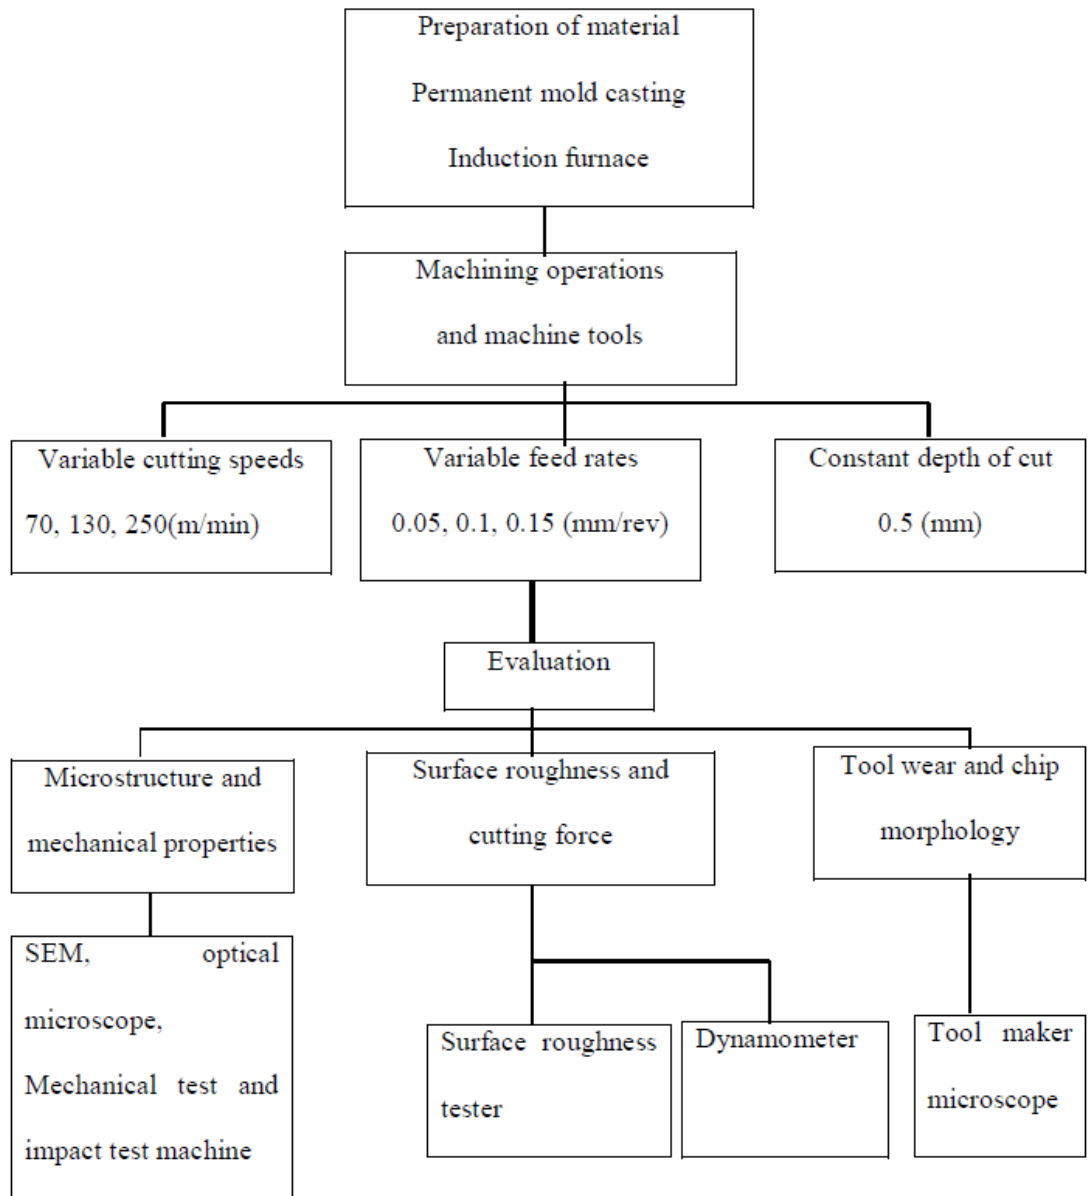 Preparation of material
Permanent mold casting
Induction furnace
Machining operations
and machine tools
Variable cutting speeds
70, 130, 250(m/min)
Variable feed rates
0.05, 0.1, 0.15 (mm/rev)
Constant depth of cut
0.5 (mm)
Evaluation
Microstructure and
mechanical properties
Surface roughness and
cutting force
Tool wear and chip
morphology
SEM, optical
microscope,
Mechanical test and
impact test machine
Surface roughness
tester
Dynamometer
Tool maker
microscope